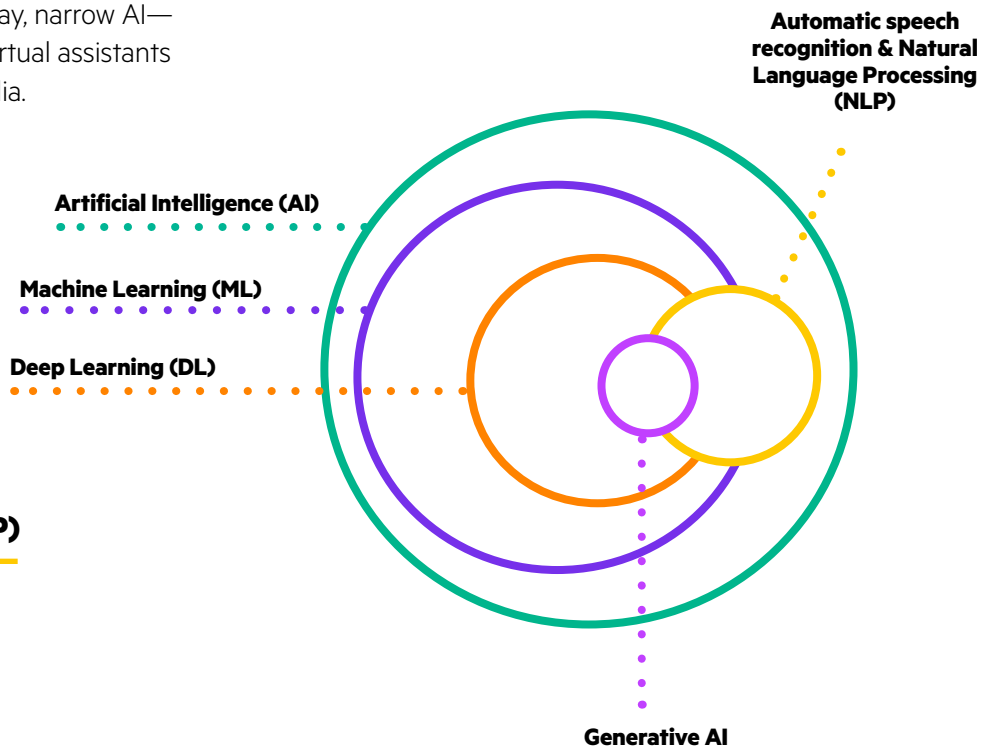 ay, narrow AI—
rtual assistants
lia.
Automatic speech
recognition & Natural
Language Processing
(NLP)
Artificial Intelligence (AI)
Machine Learning (ML)
Deep Learning (DL)
P)
Generative AI